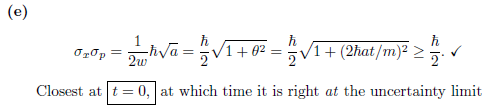 (e)
σₓσₚ = 1/2w ħ√a = ħ/2 √1 + θ² = ħ/2 √1 + (2ħat/m)² ≥ ħ/2. ✓
Closest at t = 0, at which time it is right at the uncertainty limit